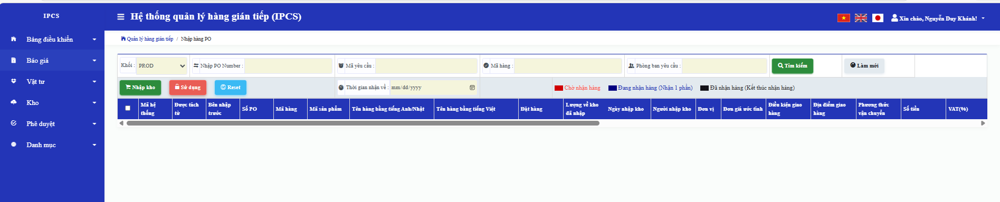 IPCS
Hệ thống quản lý hàng gián tiếp (IPCS)
Xin chào, Nguyễn Duy Khánh!
Bảng điều khiển
Báo giá
Vật tư
Kho
Phê duyệt
Danh mục
Quản lý hàng gián tiếp / Nhập hàng PO
Khối : PROD
Nhập PO Number :
Mã yêu cầu :
Mã hàng :
Phòng ban yêu cầu :
Tìm kiếm
Làm mới
Nhập kho
Sử dụng
Reset
Thời gian nhận về : mm/dd/yyyy
Chờ nhận hàng
Đang nhận hàng (Nhận 1 phần)
Đã nhận hàng (Kết thúc nhận hàng)
Mã hệ thống
Được tách từ
Bên nhập trước
Số PO
Mã hàng
Mã sản phẩm
Tên hàng bằng tiếng Anh/Nhật
Tên hàng bằng tiếng Việt
Đặt hàng
Lượng về kho đã nhập
Ngày nhập kho
Người nhập kho
Đơn vị
Đơn giá ước tính
Điều kiện giao hàng
Địa điểm giao hàng
Phương thức vận chuyển
Số tiền
VAT(%)